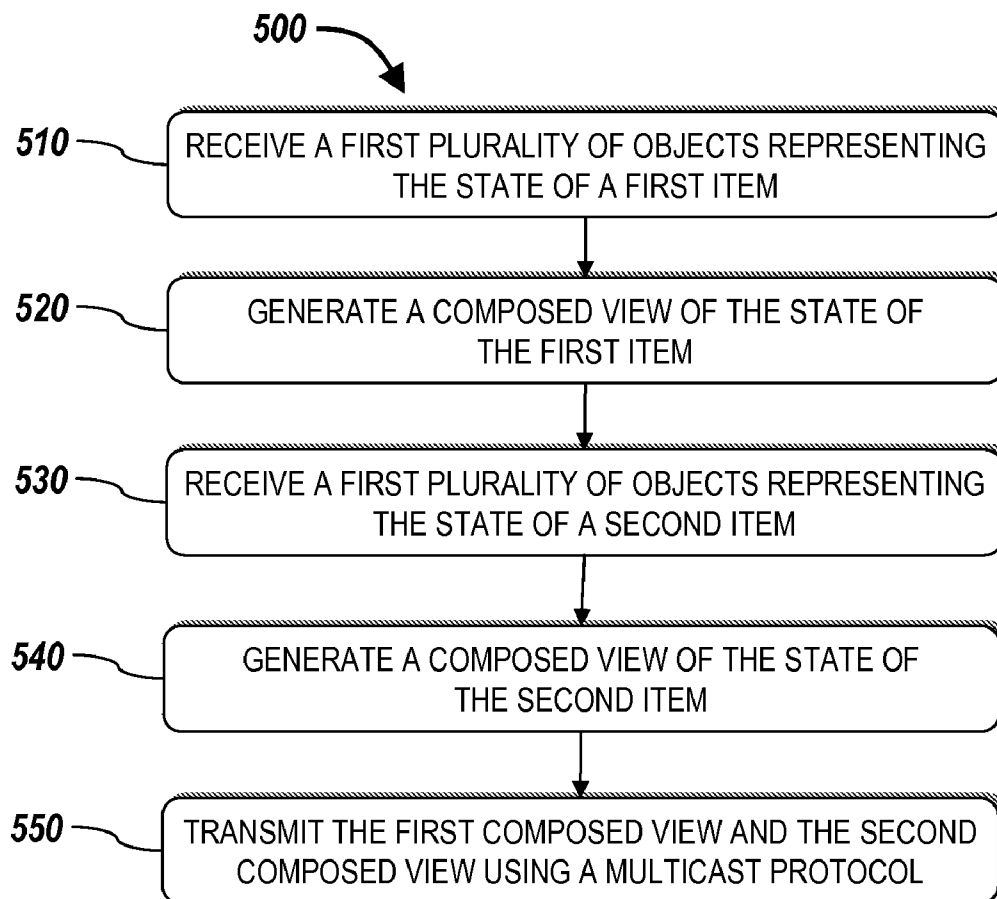 500
510
RECEIVE A FIRST PLURALITY OF OBJECTS REPRESENTING
THE STATE OF A FIRST ITEM
520
GENERATE A COMPOSED VIEW OF THE STATE OF
THE FIRST ITEM
530
RECEIVE A FIRST PLURALITY OF OBJECTS REPRESENTING
THE STATE OF A SECOND ITEM
540
GENERATE A COMPOSED VIEW OF THE STATE OF
THE SECOND ITEM
550
TRANSMIT THE FIRST COMPOSED VIEW AND THE SECOND
COMPOSED VIEW USING A MULTICAST PROTOCOL